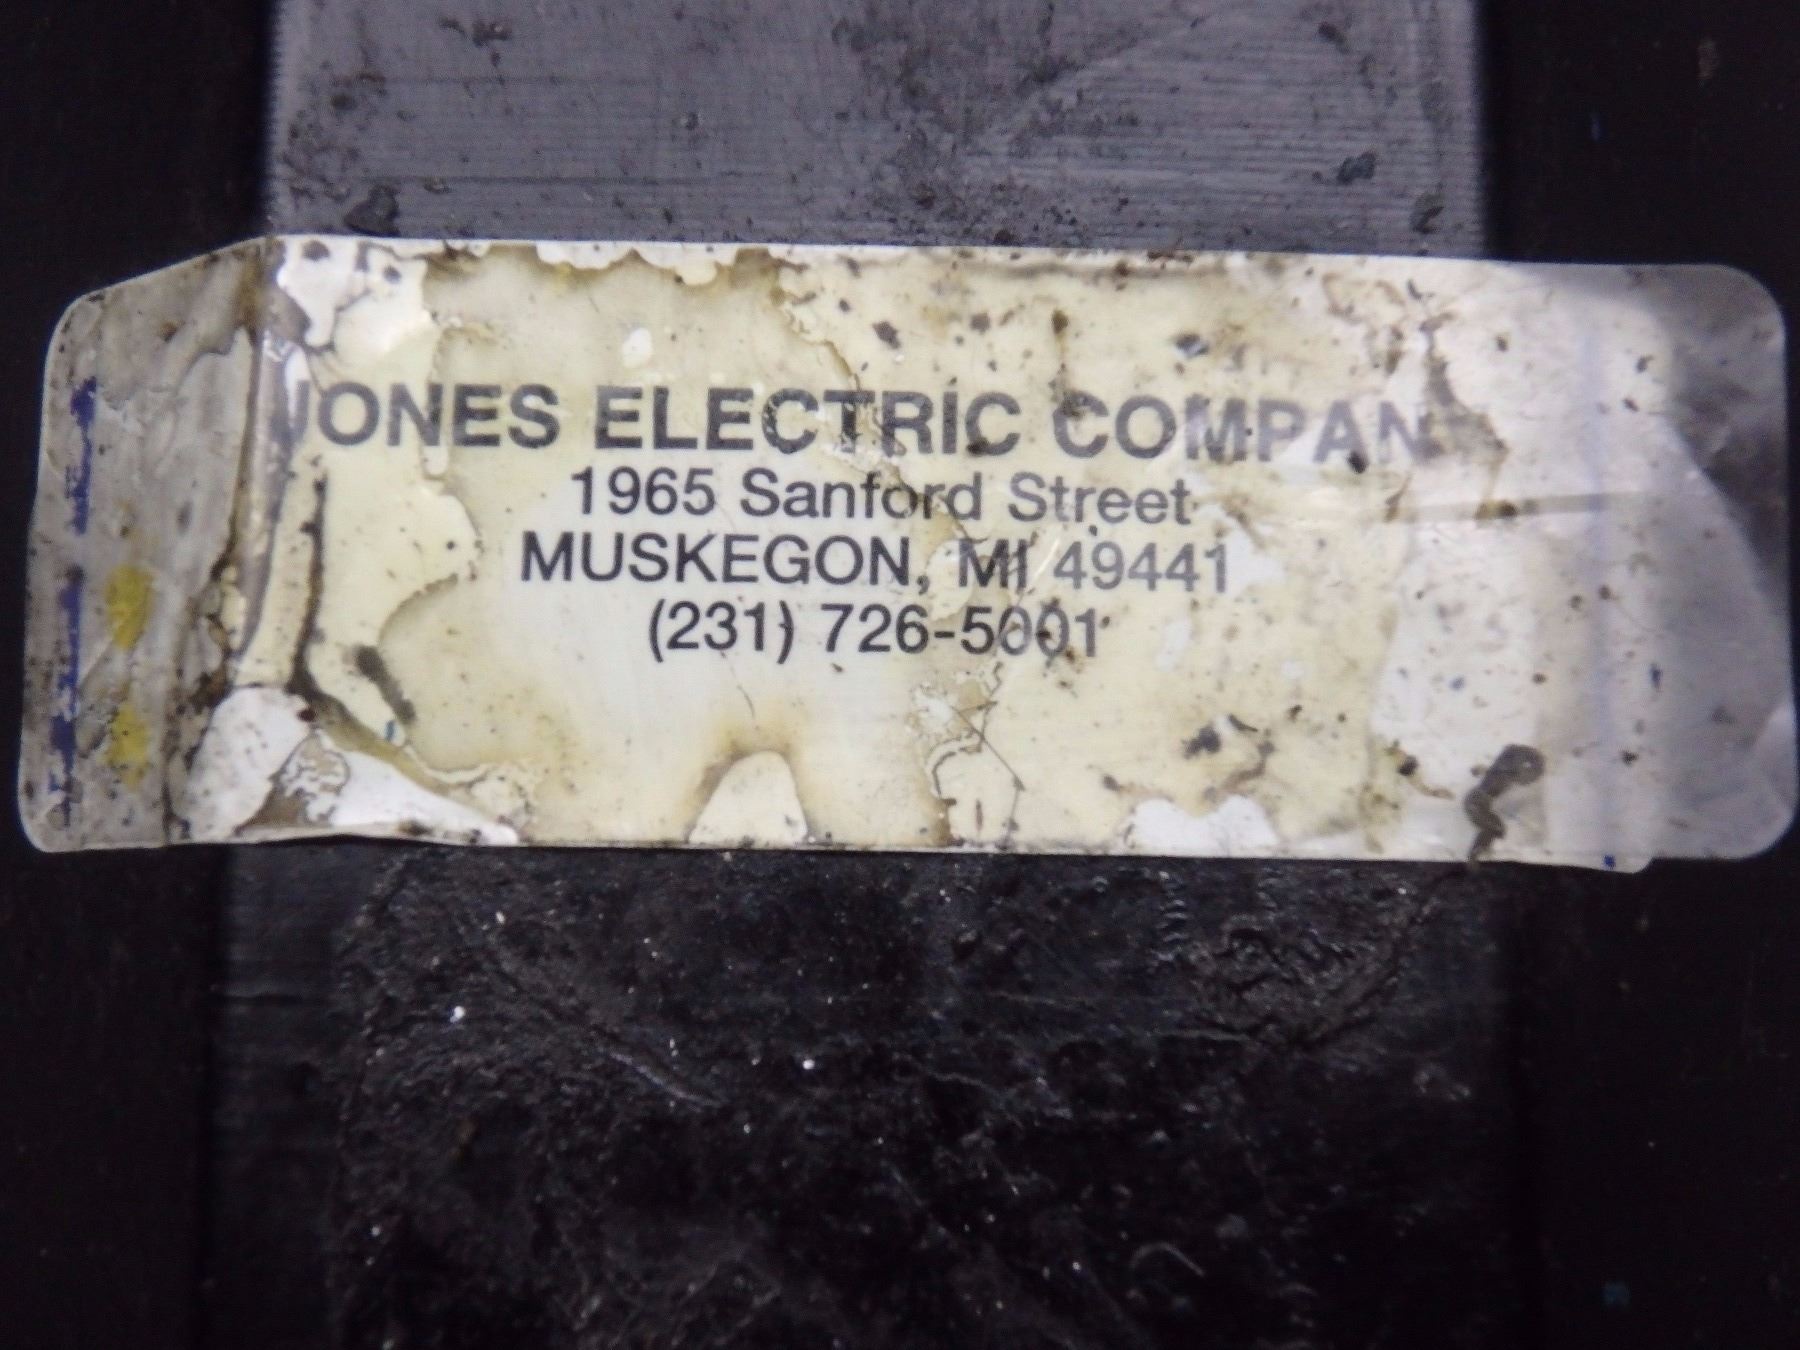 JONES ELECTRIC COMPAN
1965 Sanford Street
MUSKEGON, MI 49441
(231) 726-5001